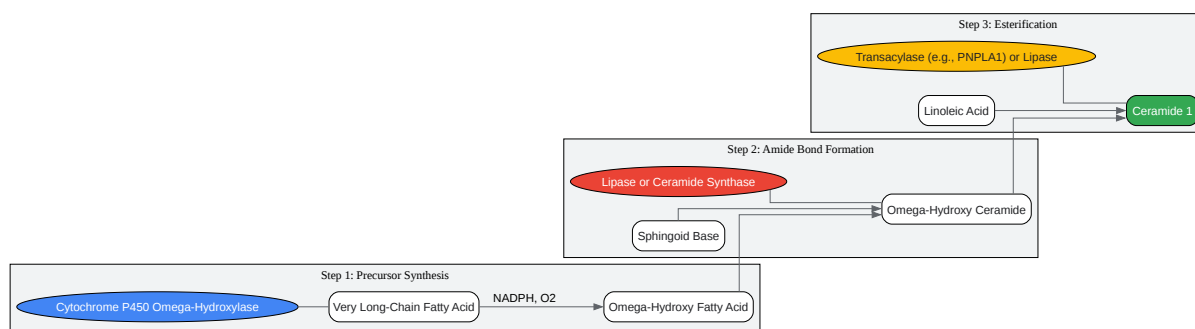 Step 3: Esterification
Transacylase (e.g., PNPLA1) or Lipase
Linoleic Acid
Ceramide 1
Step 2: Amide Bond Formation
Lipase or Ceramide Synthase
Omega-Hydroxy Ceramide
Sphingoid Base
Step 1: Precursor Synthesis
Cytochrome P450 Omega-Hydroxylase
Very Long-Chain Fatty Acid
NADPH, O2
Omega-Hydroxy Fatty Acid